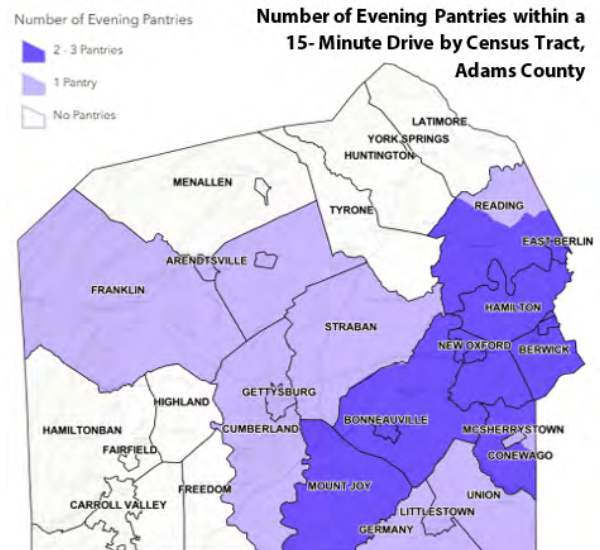 Number of Evening Pantries
2 - 3 Pantries
1 Pantry
No Pantries
Number of Evening Pantries within a
15- Minute Drive by Census Tract,
Adams County
LATIMORE
YORK SPRINGS
HUNTINGTON
MENALLEN
TYRONE
READING
EAST BERLIN
ARENDTSVILLE
FRANKLIN
HAMILTON
STRABAN
NEW OXFORD
BERWICK
GETTYSBURG
HIGHLAND
BONNEAUVILLE
HAMILTONBAN
CUMBERLAND
MCSHERRYSTOWN
FAIRFIELD
CONEWAGO
FREEDOM
MOUNT JOY
UNION
CARROLL VALLEY
LITTLESTOWN
GERMANY